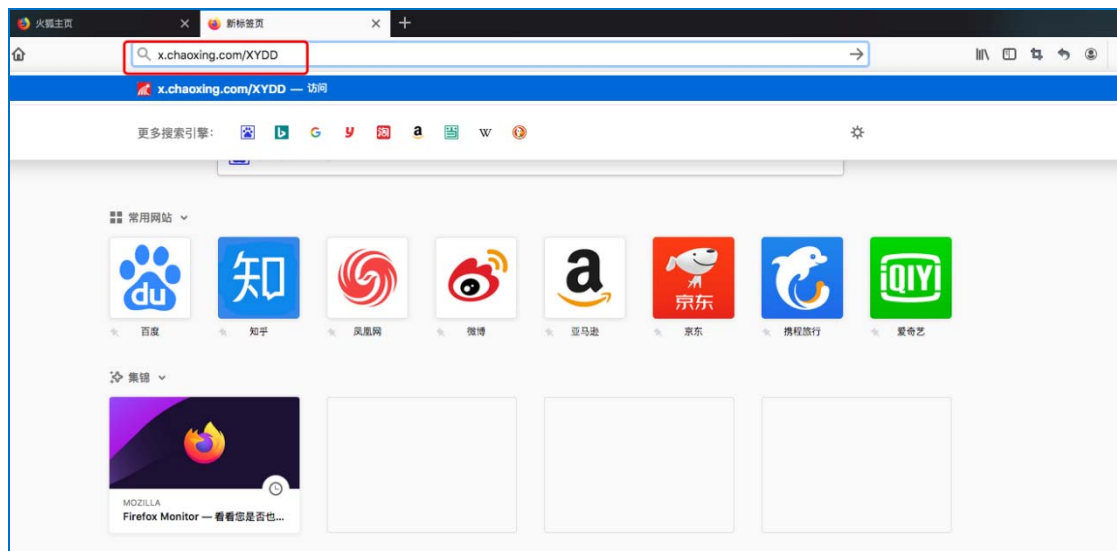 火狐主页
新标签页
x.chaoxing.com/XYDD
x.chaoxing.com/XYDD — 访问
更多搜索引擎:
常用网站
du
知
a
京东
iQIYI
百度
知乎
凤凰网
微博
亚马逊
京东
携程旅行
爱奇艺
集锦
MOZILLA
Firefox Monitor — 看看您是否也...